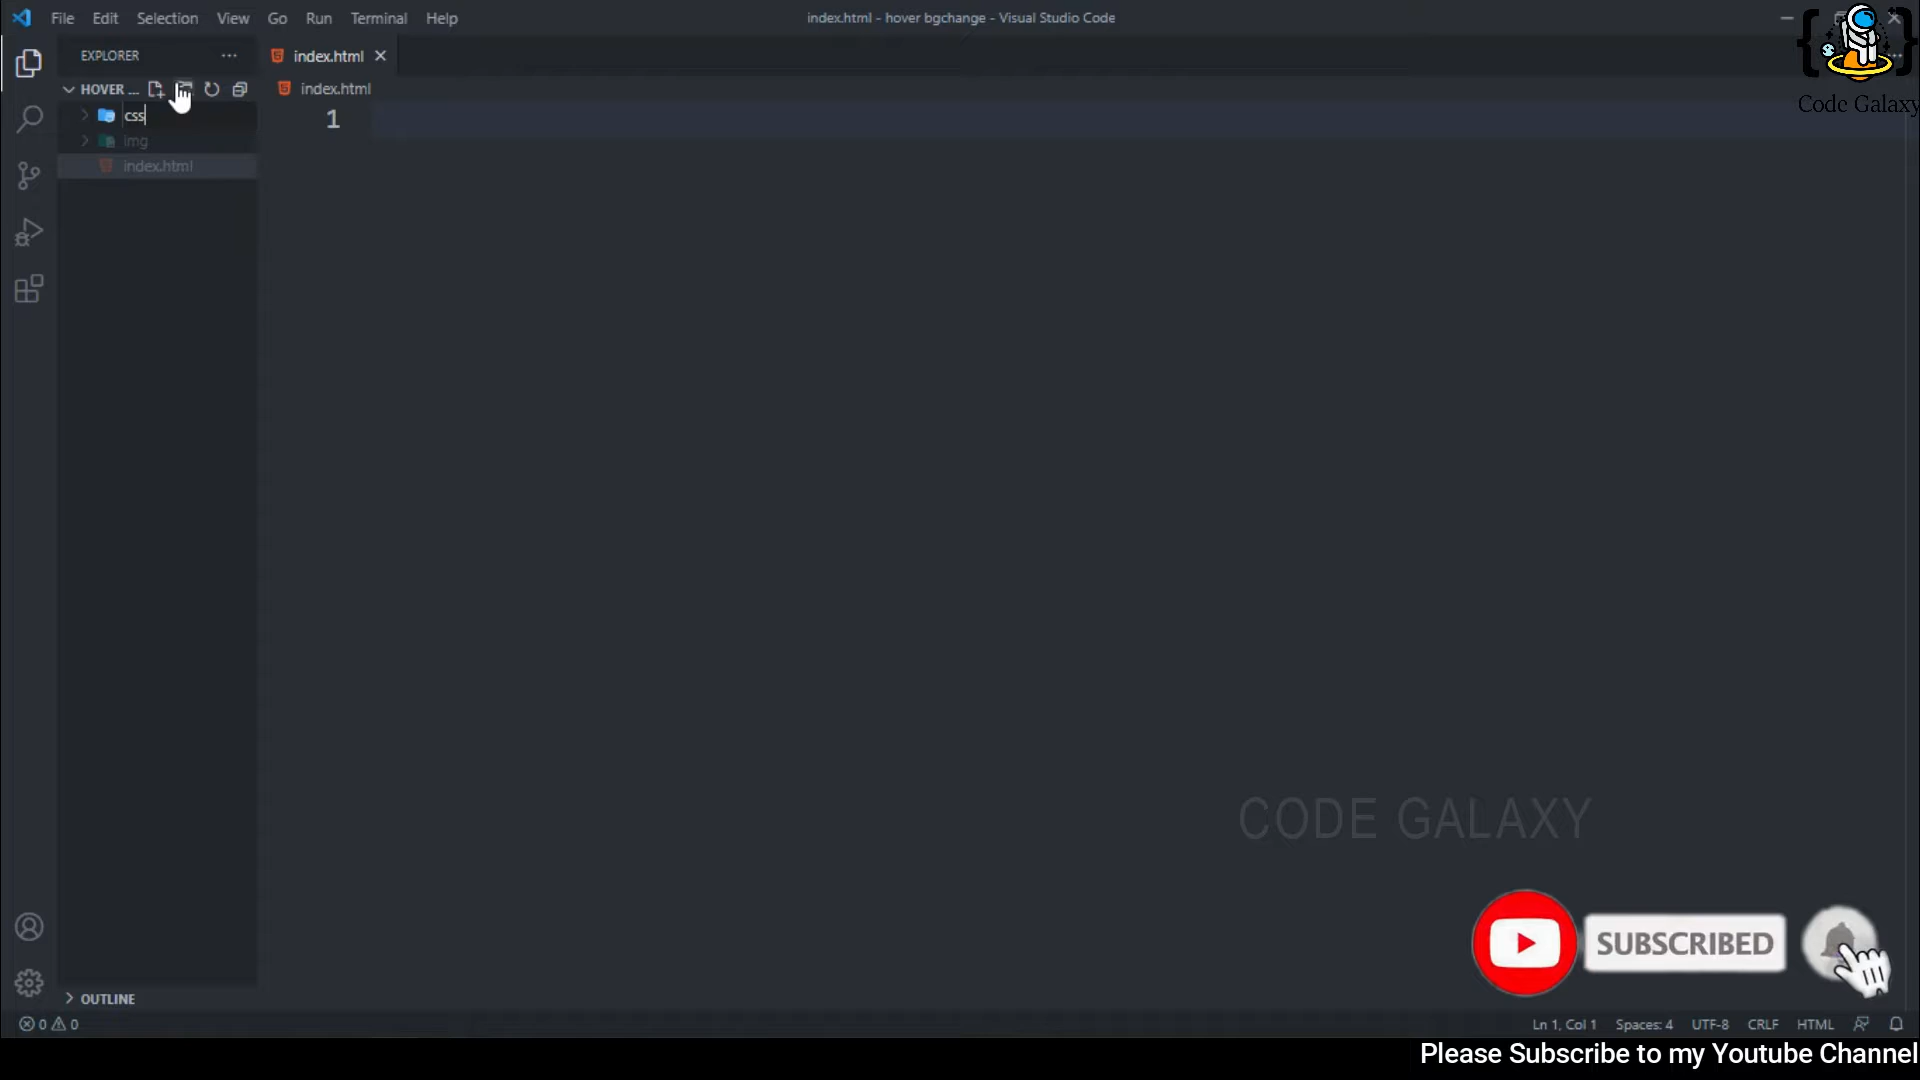 File Edit Selection View Go Run Terminal Help
index.html - hover bgchange - Visual Studio Code
EXPLORER
index.html
Code Galaxy
HOVER ...
index.html
css
img
index.html
1
CODE GALAXY
SUBSCRIBED
OUTLINE
0 0
Ln 1, Col 1 Spaces: 4 UTF-8 CRLF HTML
Please Subscribe to my Youtube Channel